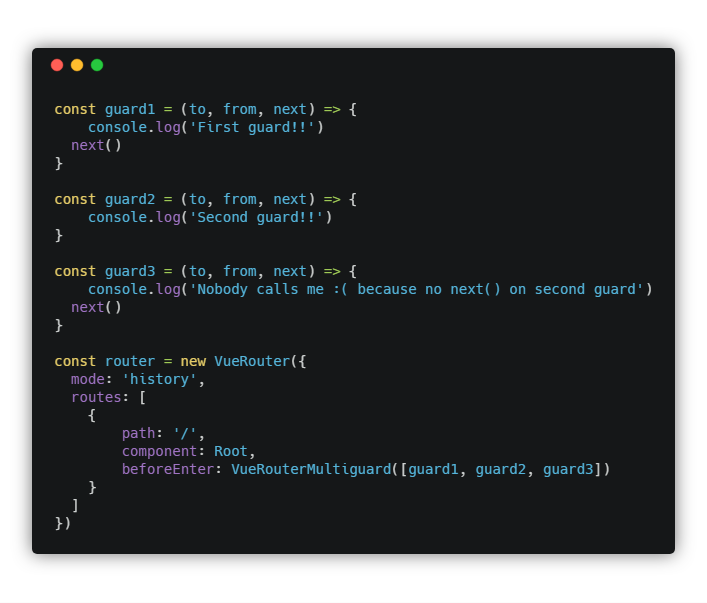 const guard1 = (to, from, next) => {
    console.log('First guard!!')
  next()
}

const guard2 = (to, from, next) => {
    console.log('Second guard!!')
}

const guard3 = (to, from, next) => {
    console.log('Nobody calls me :( because no next() on second guard')
  next()
}

const router = new VueRouter({
  mode: 'history',
  routes: [
    {
        path: '/',
        component: Root,
        beforeEnter: VueRouterMultiguard([guard1, guard2, guard3])
    }
  ]
})